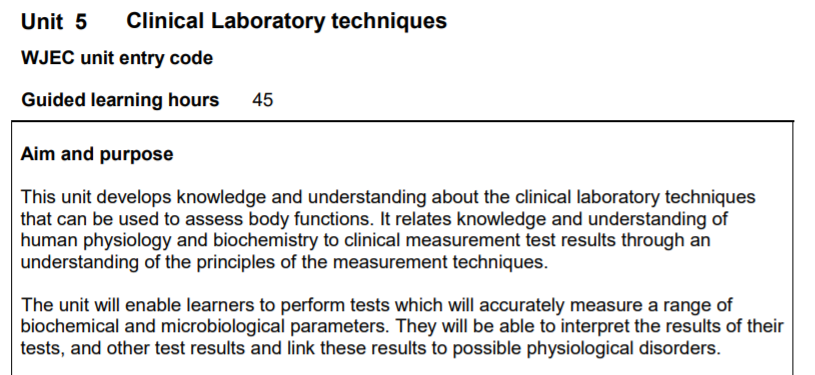 Unit 5 Clinical Laboratory techniques
WJEC unit entry code
Guided learning hours 45
Aim and purpose
This unit develops knowledge and understanding about the clinical laboratory techniques
that can be used to assess body functions. It relates knowledge and understanding of
human physiology and biochemistry to clinical measurement test results through an
understanding of the principles of the measurement techniques.
The unit will enable learners to perform tests which will accurately measure a range of
biochemical and microbiological parameters. They will be able to interpret the results of their
tests, and other test results and link these results to possible physiological disorders.